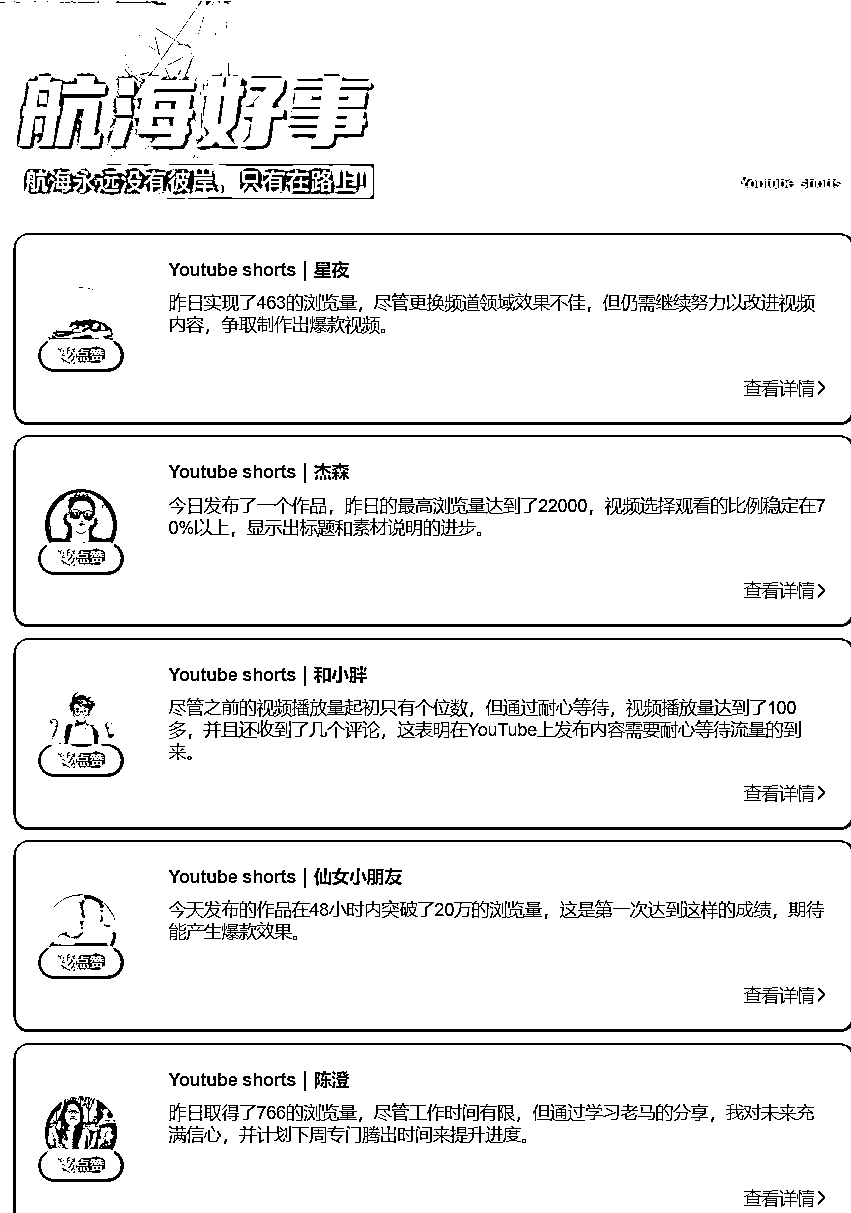 航海好事
航海永远没有彼岸，只有在路上!
Youtube shorts
Youtube shorts | 星夜
昨日实现了463的浏览量，尽管更换频道领域效果不佳，但仍需继续努力以改进视频
内容，争取制作出爆款视频。
点赞
查看详情>
Youtube shorts | 杰森
今日发布了一个作品，昨日的最高浏览量达到了22000，视频选择观看的比例稳定在7
0%以上，显示出标题和素材说明的进步。
点赞
查看详情>
Youtube shorts | 和小胖
尽管之前的视频播放量起初只有个位数，但通过耐心等待，视频播放量达到了100
多，并且还收到了几个评论，这表明在YouTube上发布内容需要耐心等待流量的到
来。
点赞
查看详情>
Youtube shorts | 仙女小朋友
今天发布的作品在48小时内突破了20万的浏览量，这是第一次达到这样的成绩，期待
能产生爆款效果。
点赞
查看详情>
Youtube shorts | 陈澄
昨日取得了766的浏览量，尽管工作时间有限，但通过学习老马的分享，我对未来充
满信心，并计划下周专门腾出时间来提升进度。
点赞
查看详情>